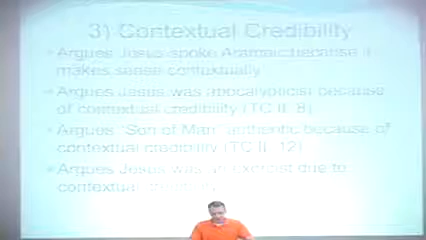 3) Contextual Credibility
Argues Jesus spoke Aramaic because it
makes sense contextually
Argues Jesus was apocalypticist because
of contextual credibility (TC II, 8)
Argues "Son of Man" authentic because of
contextual credibility (TC II, 12)
Argues Jesus was an exorcist due to
contextual